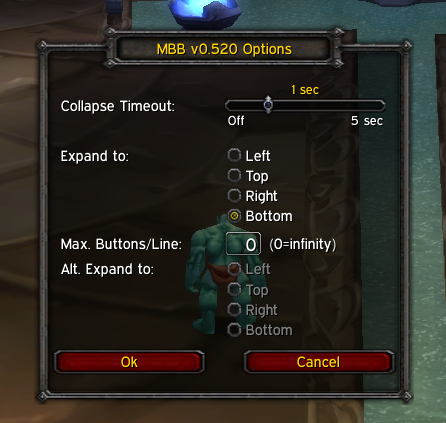 MBB v0.520 Options
1 sec
Collapse Timeout:
Off 5 sec
Expand to: Left
Top
Right
Bottom
Max. Buttons/Line: 0 (0=infinity)
Alt. Expand to: Left
Top
Right
Bottom
Ok Cancel